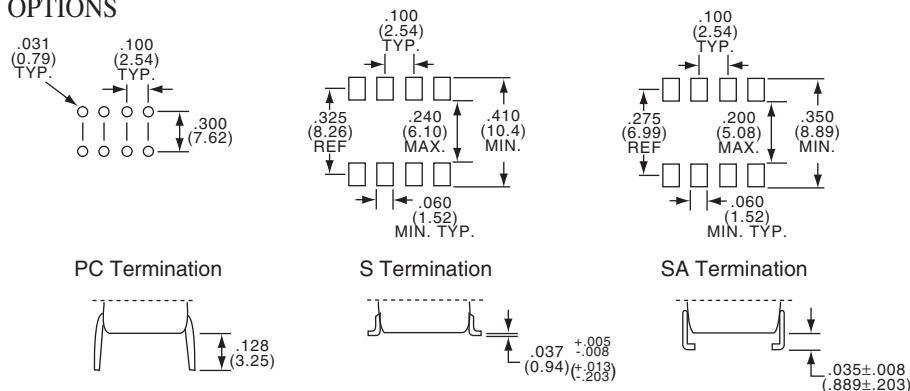 OPTIONS
.031
(0.79)
TYP.
.100
(2.54)
TYP.
.300
(7.62)
.100
(2.54)
TYP.
.325
(8.26)
REF
.240
(6.10)
MAX.
.410
(10.4)
MIN.
.060
(1.52)
MIN. TYP.
.100
(2.54)
TYP.
.275
(6.99)
REF
.200
(5.08)
MAX.
.350
(8.89)
MIN.
.060
(1.52)
MIN. TYP.
PC Termination
S Termination
SA Termination
.128
(3.25)
.037 +.005 -.008
(0.94)(+.013 -.203)
.035±.008
(.889±.203)